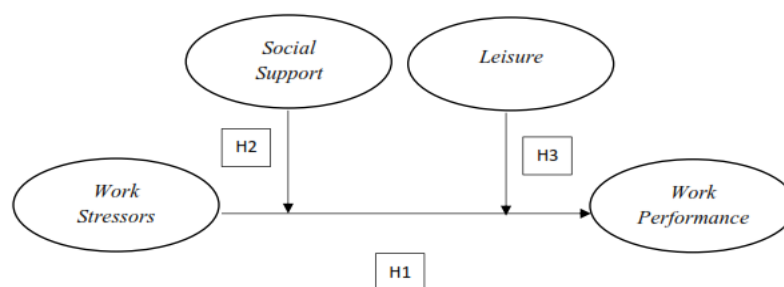 Social
Support
Leisure
H2
H3
Work
Stressors
Work
Performance
H1